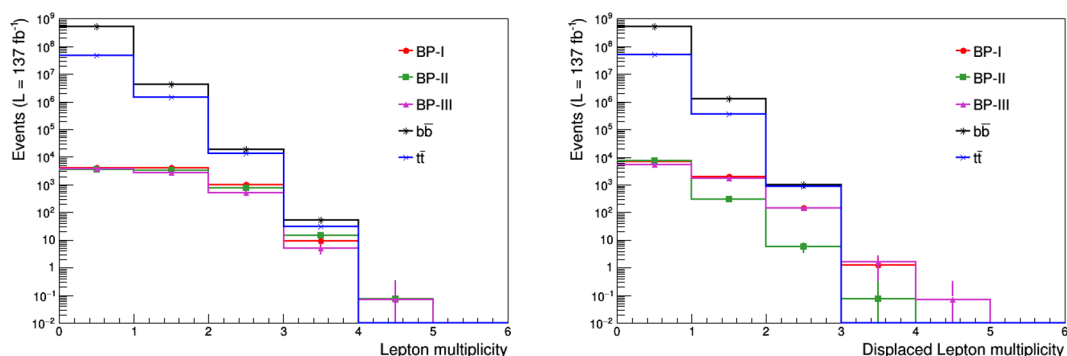 Events (L = 137 fb⁻¹)
10⁹
10⁸
10⁷
10⁶
10⁵
10⁴
10³
10²
10
1
10⁻¹
10⁻²
0 1 2 3 4 5 6
Lepton multiplicity
BP-I
BP-II
BP-III
bb̅
tt̅
Events (L = 137 fb⁻¹)
10⁹
10⁸
10⁷
10⁶
10⁵
10⁴
10³
10²
10
1
10⁻¹
10⁻²
0 1 2 3 4 5 6
Displaced Lepton multiplicity
BP-I
BP-II
BP-III
bb̅
tt̅